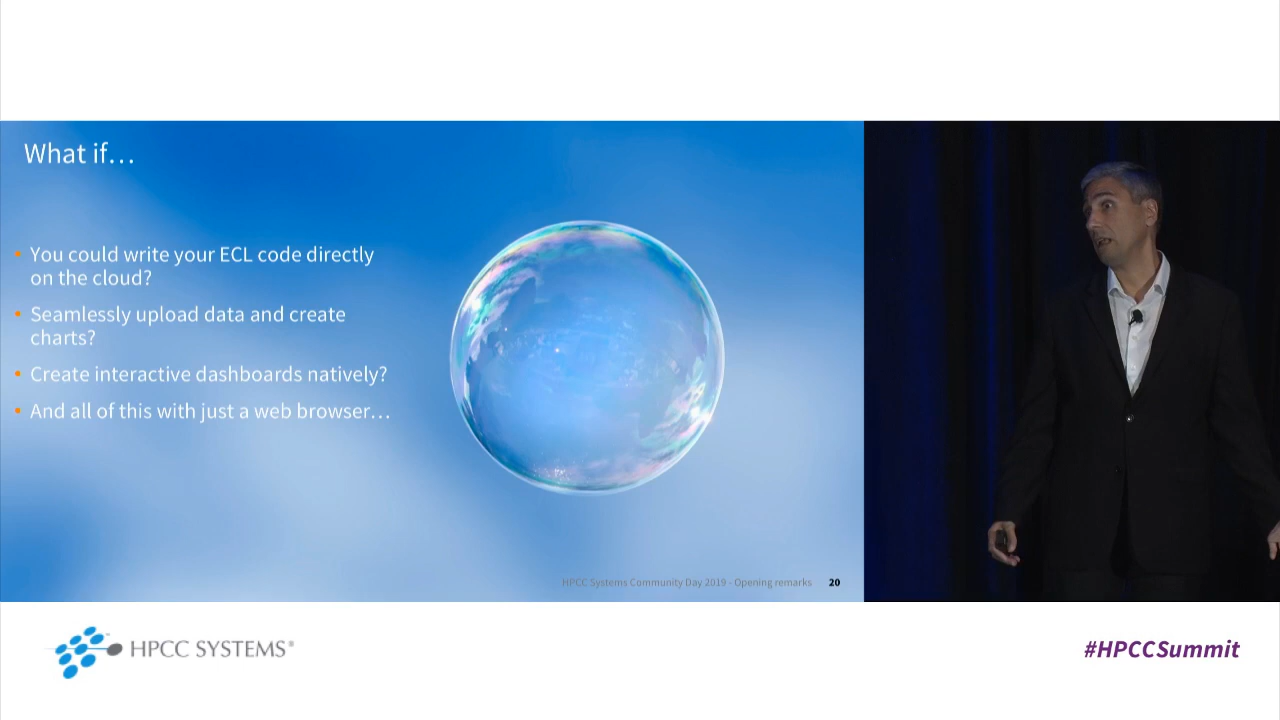 What if…
You could write your ECL code directly
on the cloud?
Seamlessly upload data and create
charts?
Create interactive dashboards natively?
And all of this with just a web browser…
HPCC Systems Community Day 2019 - Opening remarks 20
HPCC SYSTEMS®
#HPCCSummit